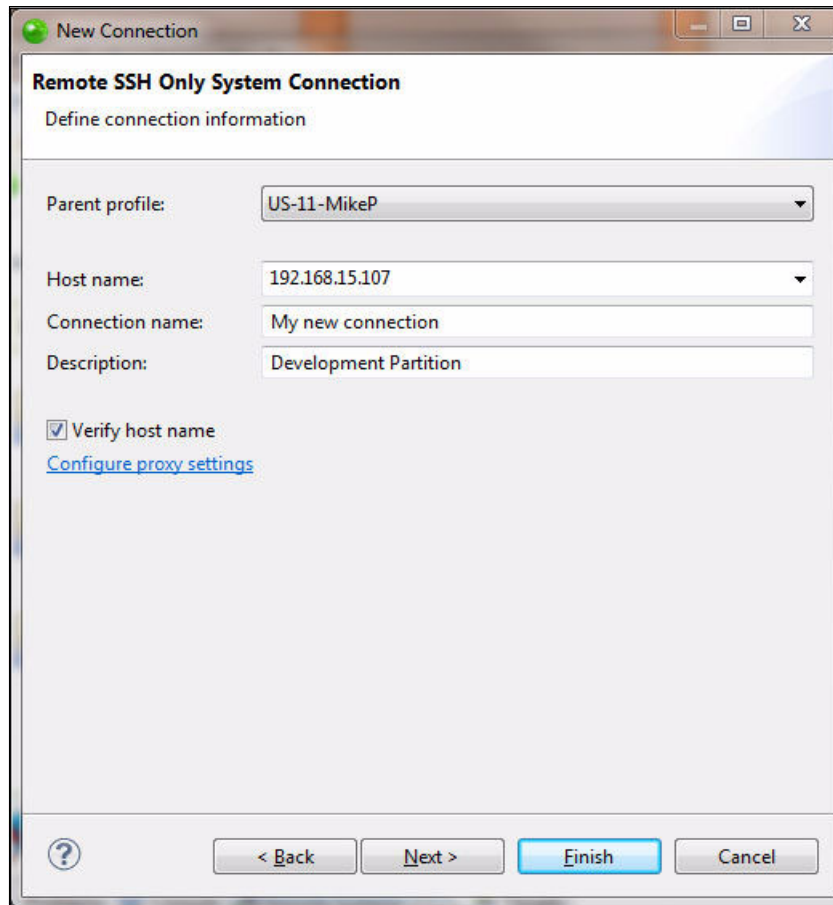 New Connection
Remote SSH Only System Connection
Define connection information
Parent profile: US-11-MikeP
Host name: 192.168.15.107
Connection name: My new connection
Description: Development Partition
Verify host name
Configure proxy settings
? < Back Next > Finish Cancel